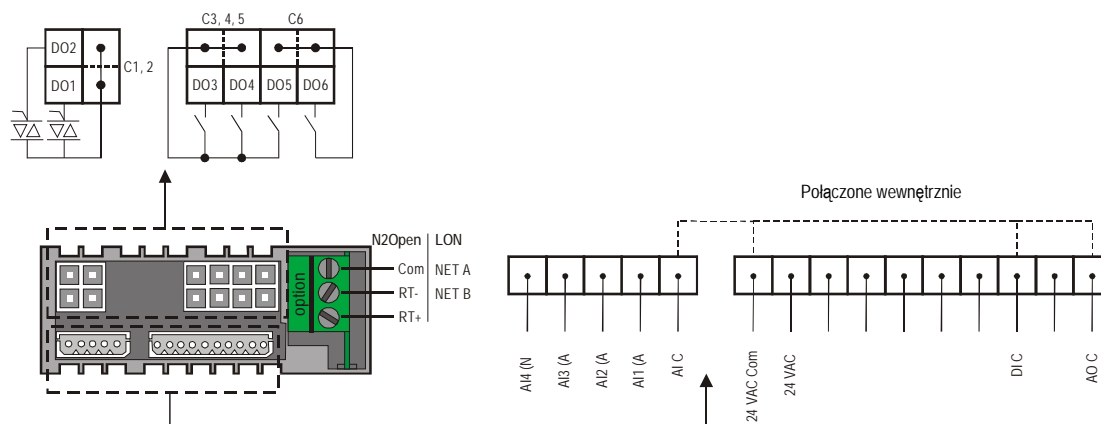 C3, 4, 5
C6
DO2
DO1
C1, 2
DO3
DO4
DO5
DO6
Połączone wewnętrznie
N2Open
LON
Com
NET A
RT-
NET B
RT+
option
AI4 (N
AI3 (A
AI2 (A
AI1 (A
AI C
24 VAC Com
24 VAC
DI C
AO C